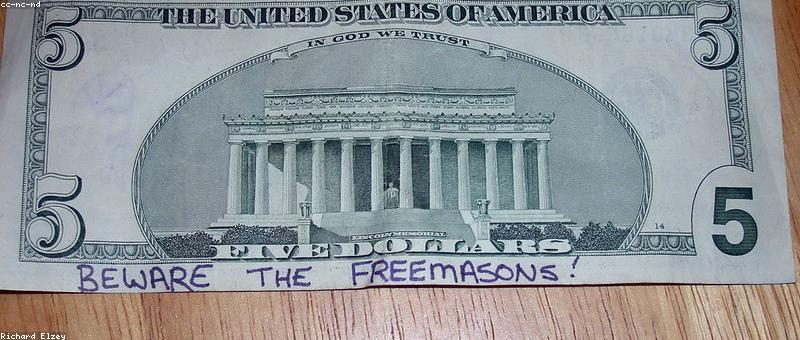 cc-nc-nd
THE UNITED STATES OF AMERICA
5
5
IN GOD WE TRUST
LINCOLN MEMORIAL
14
5
5
FIVE DOLLARS
BEWARE THE FREEMASONS!
Richard Elzey